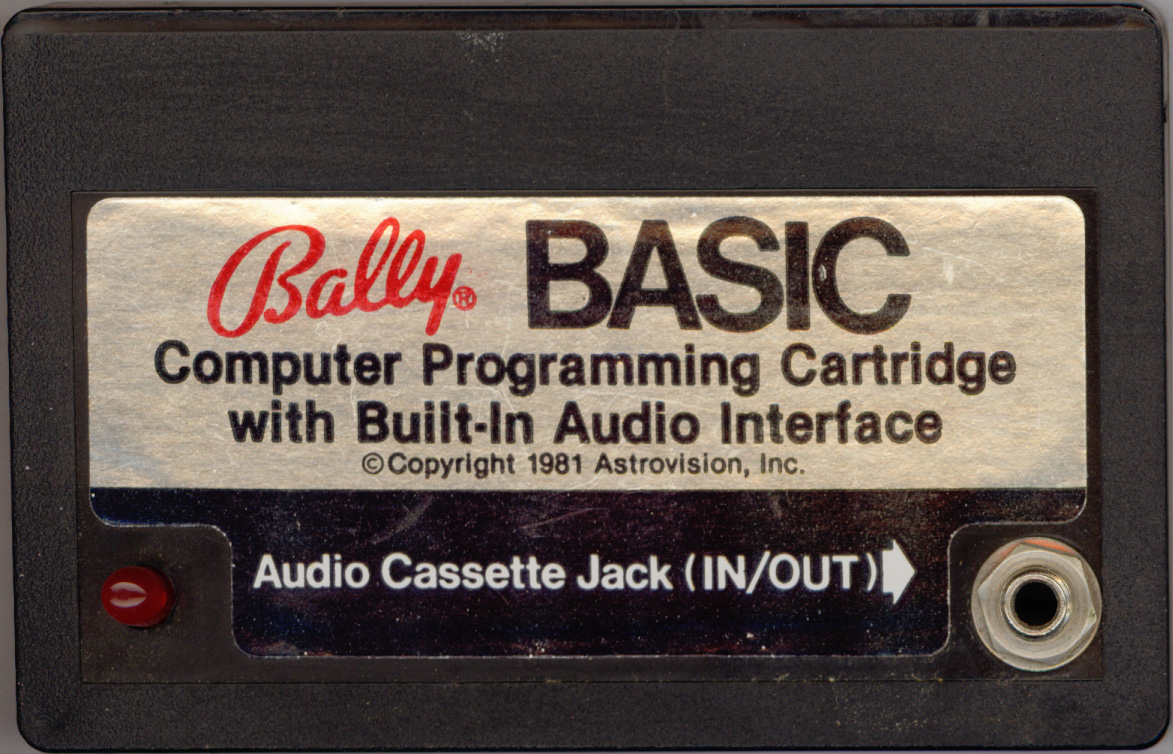 Bally® BASIC
Computer Programming Cartridge
with Built-In Audio Interface
©Copyright 1981 Astrovision, Inc.
Audio Cassette Jack (IN/OUT)